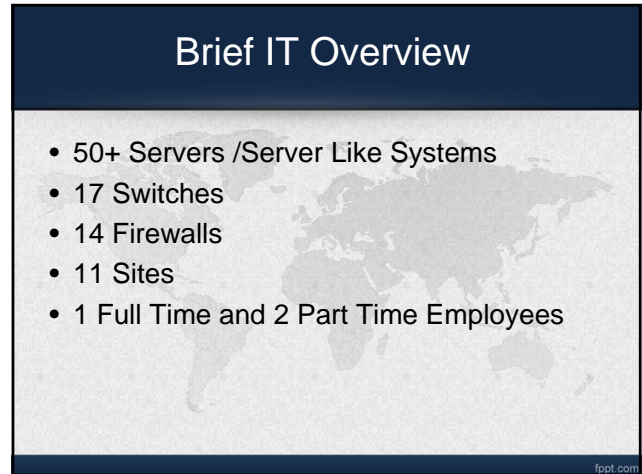 Brief IT Overview
• 50+ Servers /Server Like Systems
• 17 Switches
• 14 Firewalls
• 11 Sites
• 1 Full Time and 2 Part Time Employees
fppt.com